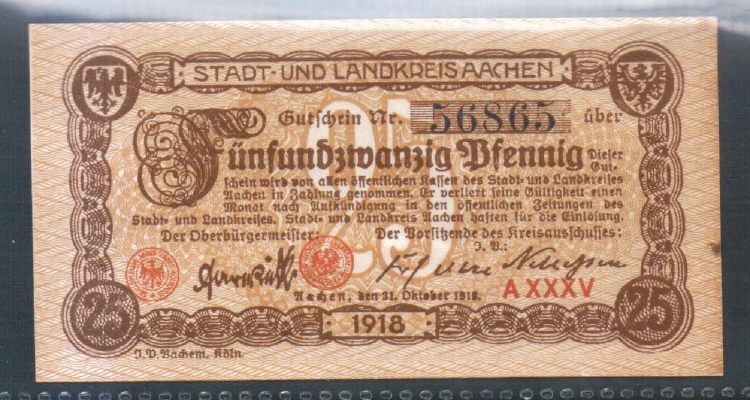 STADT- UND LANDKREIS AACHEN
Gutschein Nr. 56865 über
Fünfundzwanzig Pfennig Dieser Gut-
schein wird von allen öffentlichen Kassen des Stadt- und Landkreises
Aachen in Zahlung genommen. Er verliert seine Gültigkeit einen
Monat nach Aufkündigung in den öffentlichen Zeitungen des
Stadt- und Landkreises. Stadt- und Landkreis Aachen haften für die Einlösung.
Der Oberbürgermeister: Der Vorsitzende des Kreisausschusses:
J. V.:
25
Aachen, den 31. Oktober 1918.
A XXXV
25 1918 25
J.P. Bachem, Köln